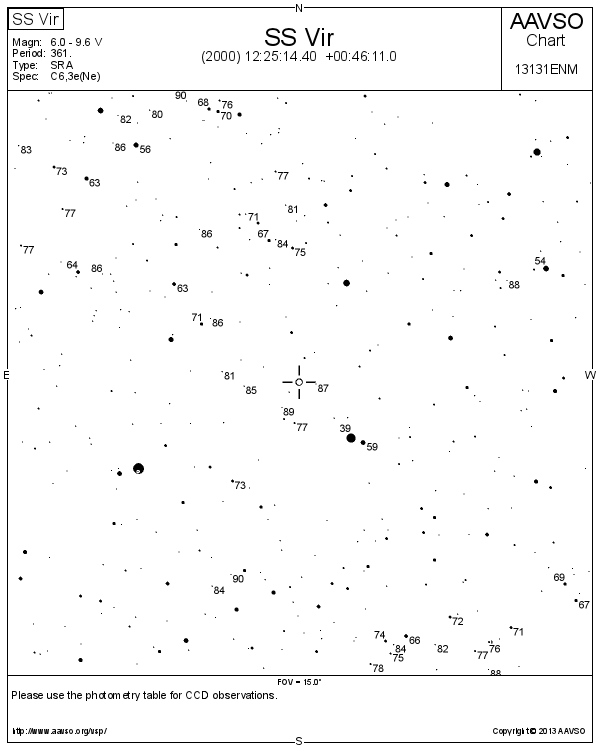 N
SS Vir
Magn: 6.0 - 9.6 V
Period: 361.
Type: SRA
Spec: C6,3e(Ne)
SS Vir
(2000) 12:25:14.40 +00:46:11.0
AAVSO
Chart
13131ENM
90
68 76
82 80 70
83 86 56
73 63 77
77 71 81
86 67 84 75
77
64 86 54
63 88
71 86
E W
81 85 87
89 77
39 59
73
90 84 69 67
72 71
74 66
84 75 82 77 76
78 88
FOV = 15.0°
Please use the photometry table for CCD observations.
http://www.aavso.org/vsp/
Copyright © 2013 AAVSO
S